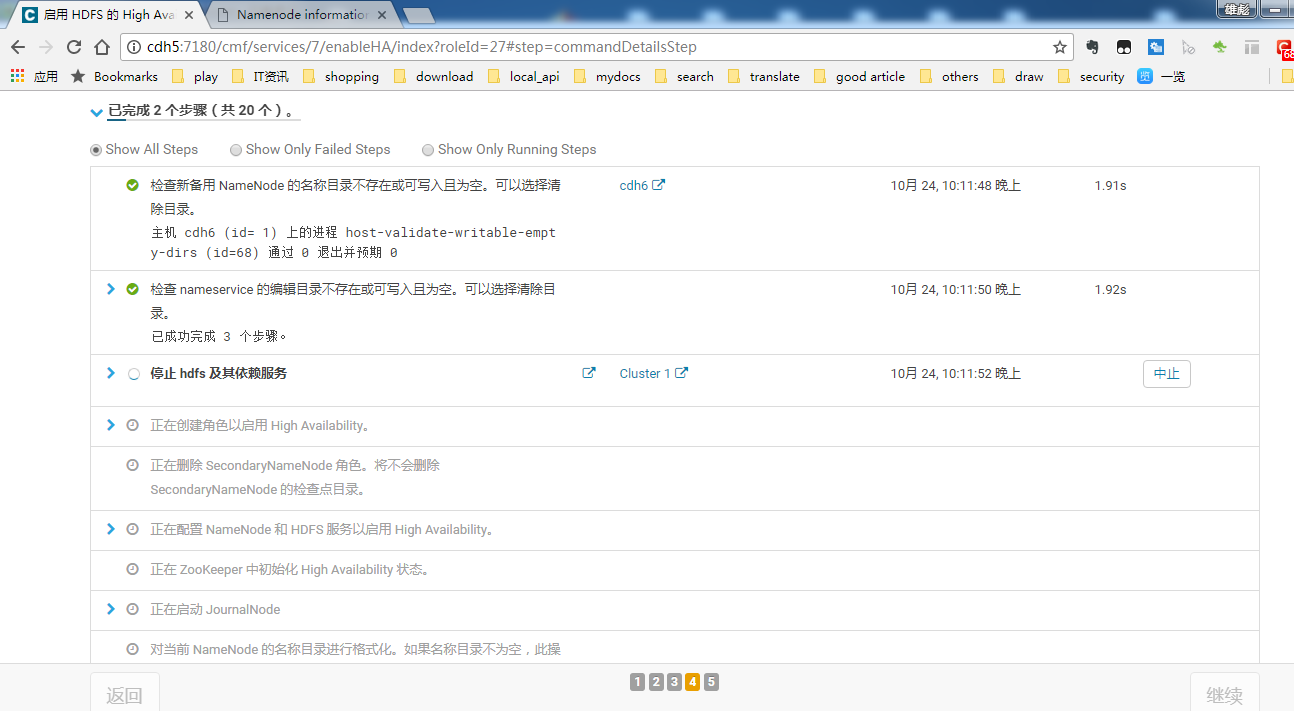 启用 HDFS 的 High Ava
Namenode information
雄彪
cdh5:7180/cmf/services/7/enableHA/index?roleId=27#step=commandDetailsStep
68
应用 Bookmarks play IT资讯 shopping download local_api mydocs search translate good article others draw security 览 一览
已完成 2 个步骤（共 20 个）。
Show All Steps Show Only Failed Steps Show Only Running Steps
检查新备用 NameNode 的名称目录不存在或可写入且为空。可以选择清 cdh6 10月 24, 10:11:48 晚上 1.91s
除目录。
主机 cdh6 (id= 1) 上的进程 host-validate-writable-empt
y-dirs (id=68) 通过 0 退出并预期 0
检查 nameservice 的编辑目录不存在或可写入且为空。可以选择清除目 10月 24, 10:11:50 晚上 1.92s
录。
已成功完成 3 个步骤。
停止 hdfs 及其依赖服务 Cluster 1 10月 24, 10:11:52 晚上 中止
正在创建角色以启用 High Availability。
正在删除 SecondaryNameNode 角色。将不会删除
SecondaryNameNode 的检查点目录。
正在配置 NameNode 和 HDFS 服务以启用 High Availability。
正在 ZooKeeper 中初始化 High Availability 状态。
正在启动 JournalNode
对当前 NameNode 的名称目录进行格式化。如果名称目录不为空，此操
返回 1 2 3 4 5 继续